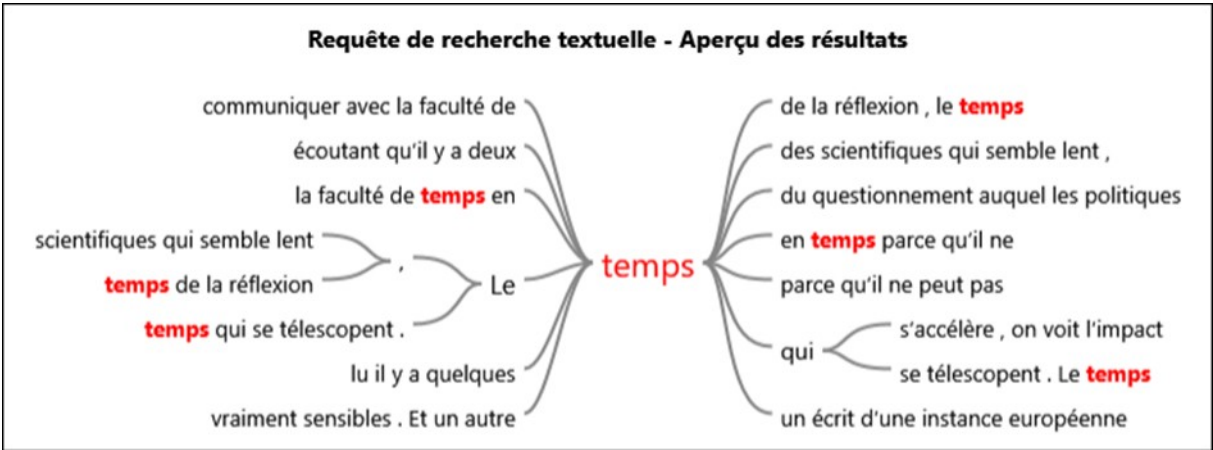 Requête de recherche textuelle - Aperçu des résultats
communiquer avec la faculté de
écoutant qu'il y a deux
la faculté de temps en
scientifiques qui semble lent
,
temps de la réflexion
Le
temps qui se télescopent .
lu il y a quelques
vraiment sensibles . Et un autre
temps
de la réflexion , le temps
des scientifiques qui semble lent ,
du questionnement auquel les politiques
en temps parce qu'il ne
parce qu'il ne peut pas
qui
s'accélère , on voit l'impact
se télescopent . Le temps
un écrit d'une instance européenne